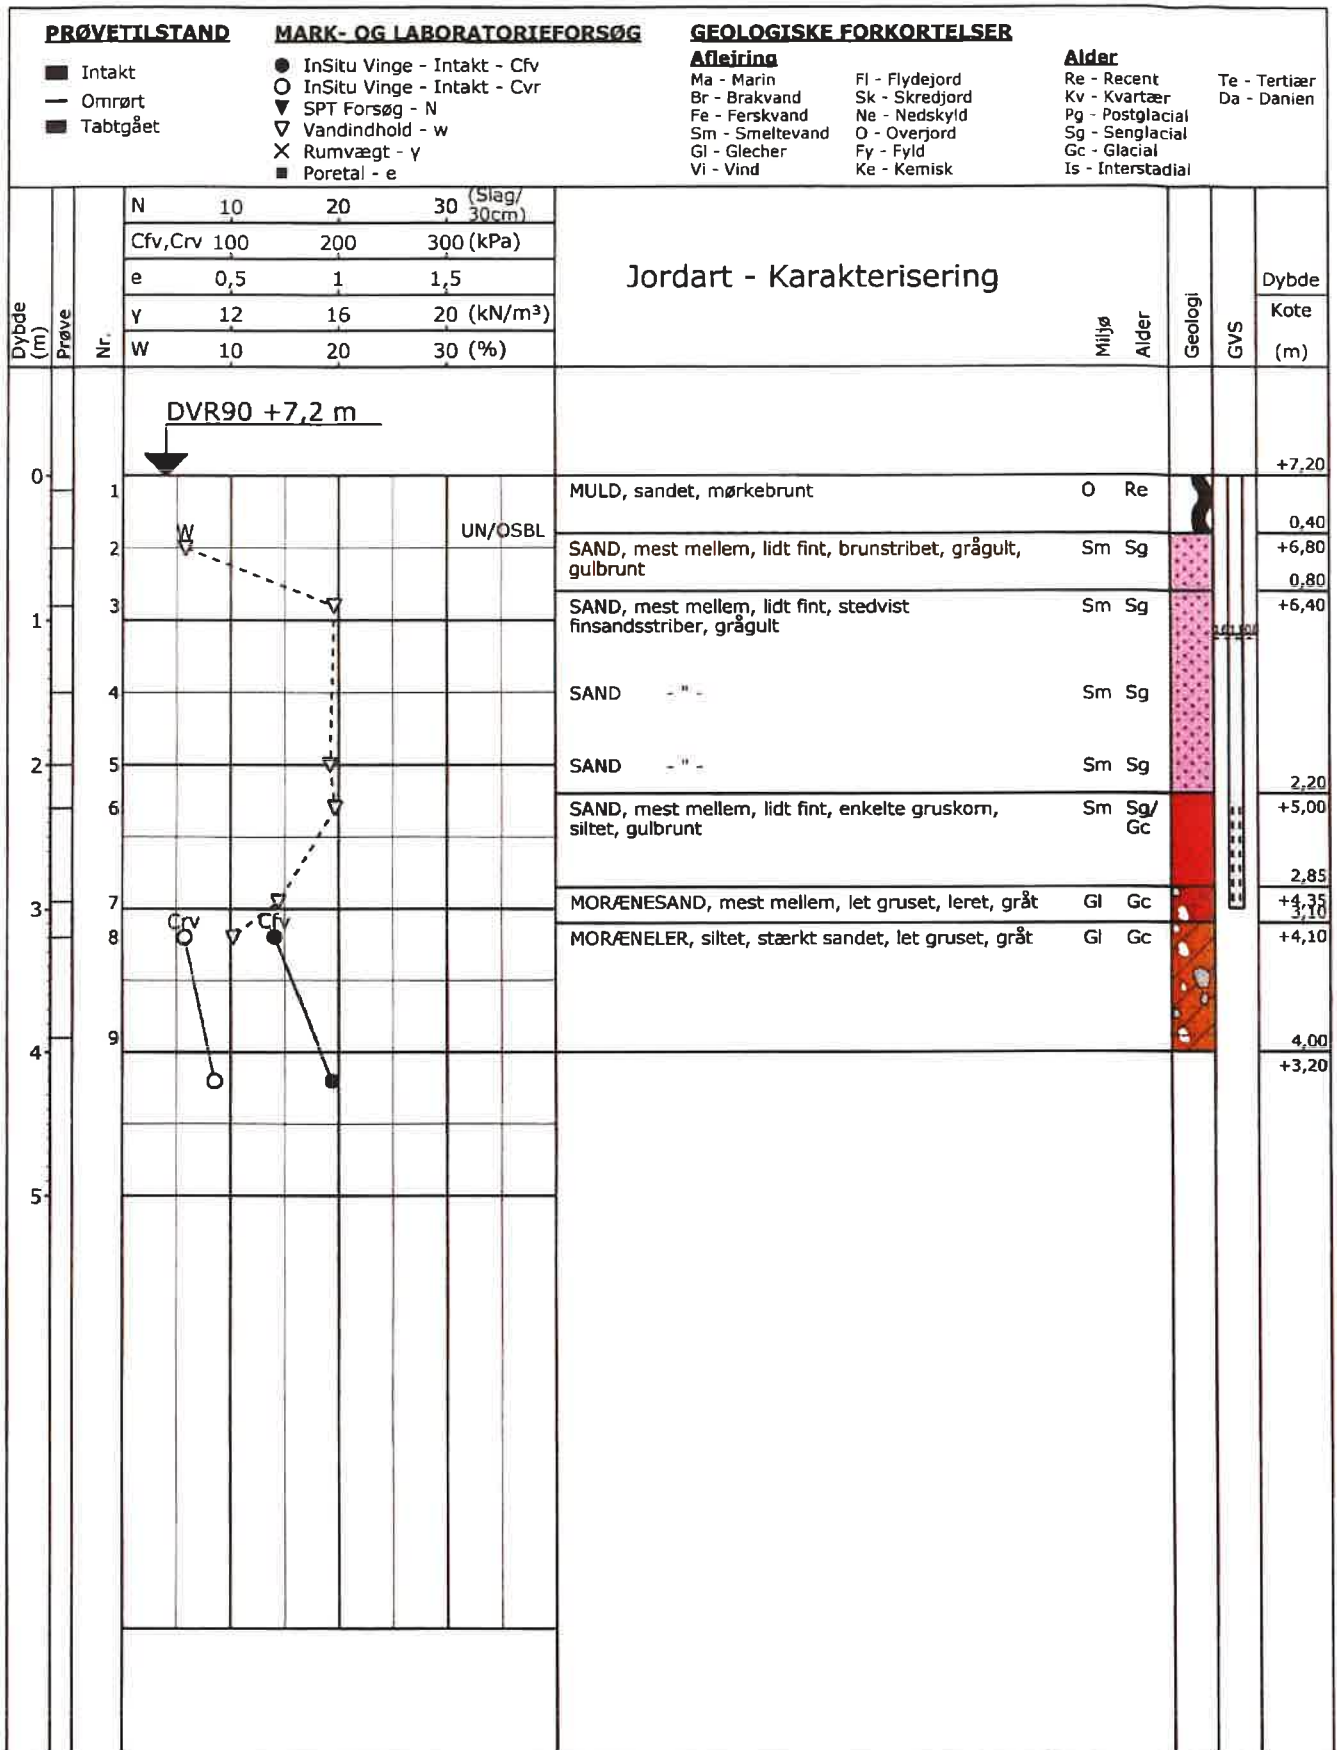 PRØVETILSTAND
Intakt
Omrørt
Tabtgået
MARK- OG LABORATORIEFORSØG
InSitu Vinge - Intakt - Cfv
InSitu Vinge - Intakt - Cvr
SPT Forsøg - N
Vandindhold - w
Rumvægt - γ
Poretal - e
GEOLOGISKE FORKORTELSER
Aflejring
Ma - Marin
Br - Brakvand
Fe - Ferskvand
Sm - Smeltevand
Gl - Glecher
Vi - Vind
Fl - Flydejord
Sk - Skredjord
Ne - Nedskyld
O - Overjord
Fy - Fyld
Ke - Kemisk
Alder
Re - Recent
Kv - Kvartær
Pg - Postglacial
Sg - Senglacial
Gc - Glacial
Is - Interstadial
Te - Tertiær
Da - Danien
Dybde (m)
Prøve
Nr.
N 10 20 30 (Slag/ 30cm)
Cfv,Crv 100 200 300 (kPa)
e 0,5 1 1,5
γ 12 16 20 (kN/m³)
W 10 20 30 (%)
Jordart - Karakterisering
Miljø
Alder
Geologi
GVS
Dybde
Kote
(m)
DVR90 +7,2 m
+7,20
0
1 MULD, sandet, mørkebrunt O Re
W
UN/OSBL
0,40
2 SAND, mest mellem, lidt fint, brunstribet, grågult, Sm Sg +6,80
gulbrunt
0,80
3 SAND, mest mellem, lidt fint, stedvist Sm Sg +6,40
1 finsandsstriber, grågult
4 SAND - " - Sm Sg
2 5 SAND - " - Sm Sg
2,20
6 SAND, mest mellem, lidt fint, enkelte gruskorn, Sm Sg/ +5,00
siltet, gulbrunt Gc
2,85
3 7 MORÆNESAND, mest mellem, let gruset, leret, gråt Gl Gc +4,35
3,10
Crv Cfv
8 MORÆNELER, siltet, stærkt sandet, let gruset, gråt Gl Gc +4,10
9
4 4,00
+3,20
5